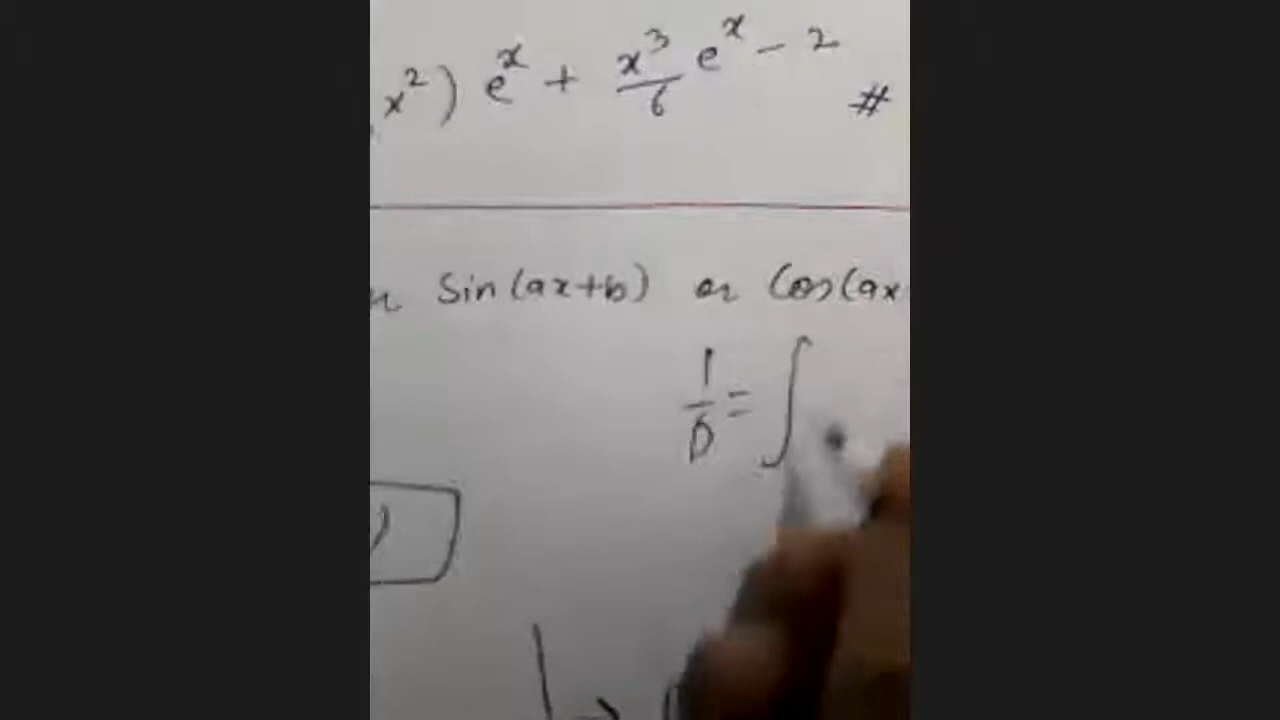 x²) eˣ + x³/6 eˣ - 2 #
Sin (ax+b) or Cos(ax
1/D = ∫
)